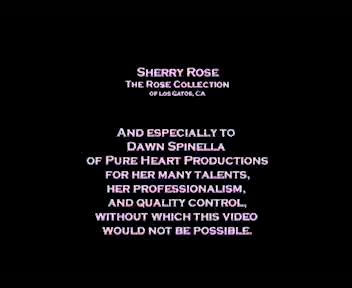 SHERRY ROSE
THE ROSE COLLECTION
OF LOS GATOS, CA
AND ESPECIALLY TO
DAWN SPINELLA
OF PURE HEART PRODUCTIONS
FOR HER MANY TALENTS,
HER PROFESSIONALISM,
AND QUALITY CONTROL,
WITHOUT WHICH THIS VIDEO
WOULD NOT BE POSSIBLE.